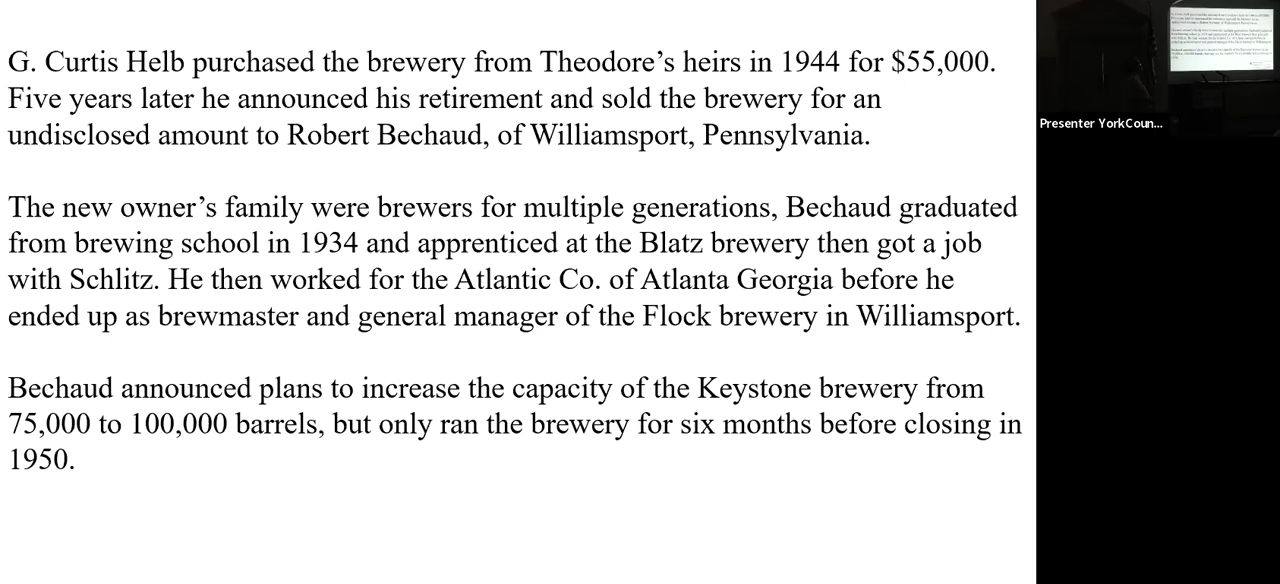 G. Curtis Helb purchased the brewery from Theodore’s heirs in 1944 for $55,000.
Five years later he announced his retirement and sold the brewery for an
undisclosed amount to Robert Bechaud, of Williamsport, Pennsylvania.
The new owner’s family were brewers for multiple generations, Bechaud graduated
from brewing school in 1934 and apprenticed at the Blatz brewery then got a job
with Schlitz. He then worked for the Atlantic Co. of Atlanta Georgia before he
ended up as brewmaster and general manager of the Flock brewery in Williamsport.
Bechaud announced plans to increase the capacity of the Keystone brewery from
75,000 to 100,000 barrels, but only ran the brewery for six months before closing in
1950.
Presenter YorkCoun...